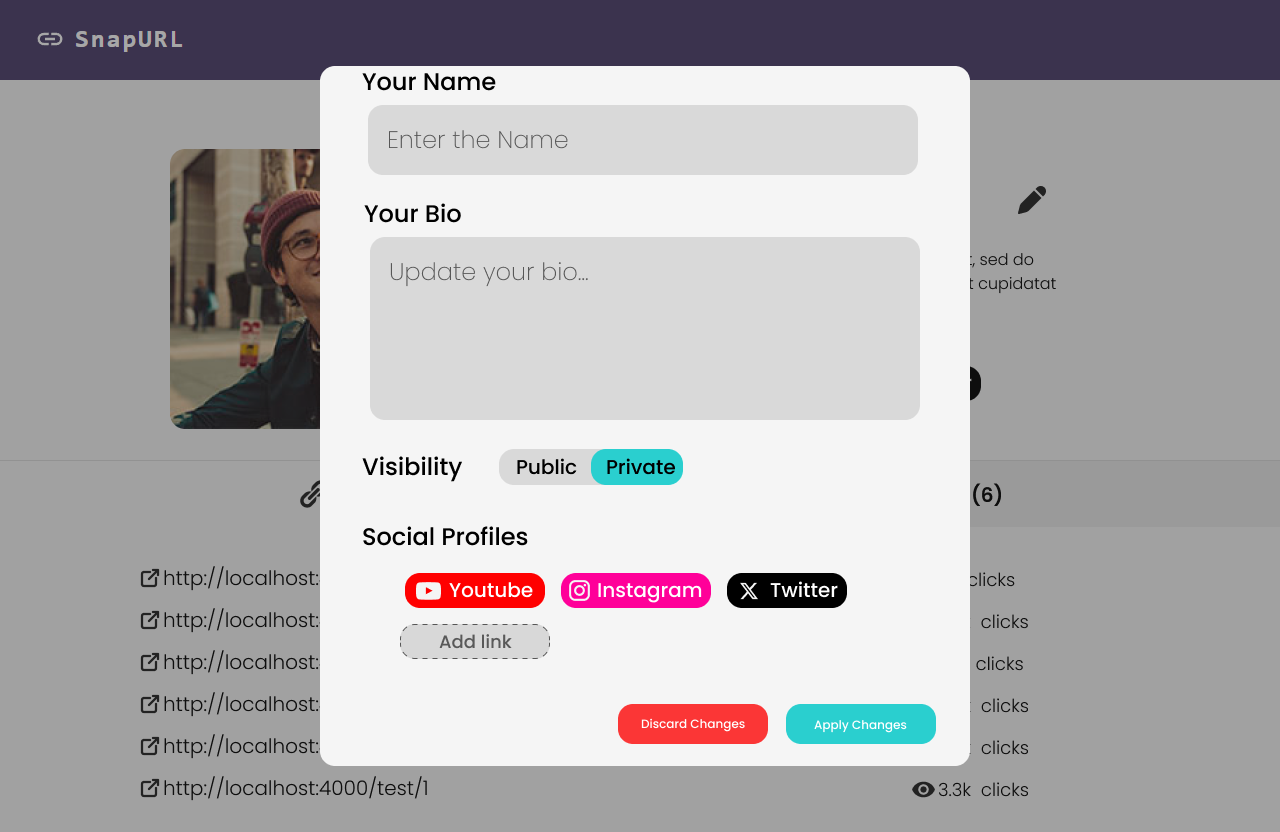 SnapURL
Your Name
Enter the Name
Your Bio
Update your bio...
, sed do
t cupidatat
Visibility
Public
Private
(6)
Social Profiles
Youtube
Instagram
Twitter
Add link
Discard Changes
Apply Changes
http://localhost: clicks
http://localhost: clicks
http://localhost: clicks
http://localhost: clicks
http://localhost: clicks
http://localhost:4000/test/1 3.3k clicks